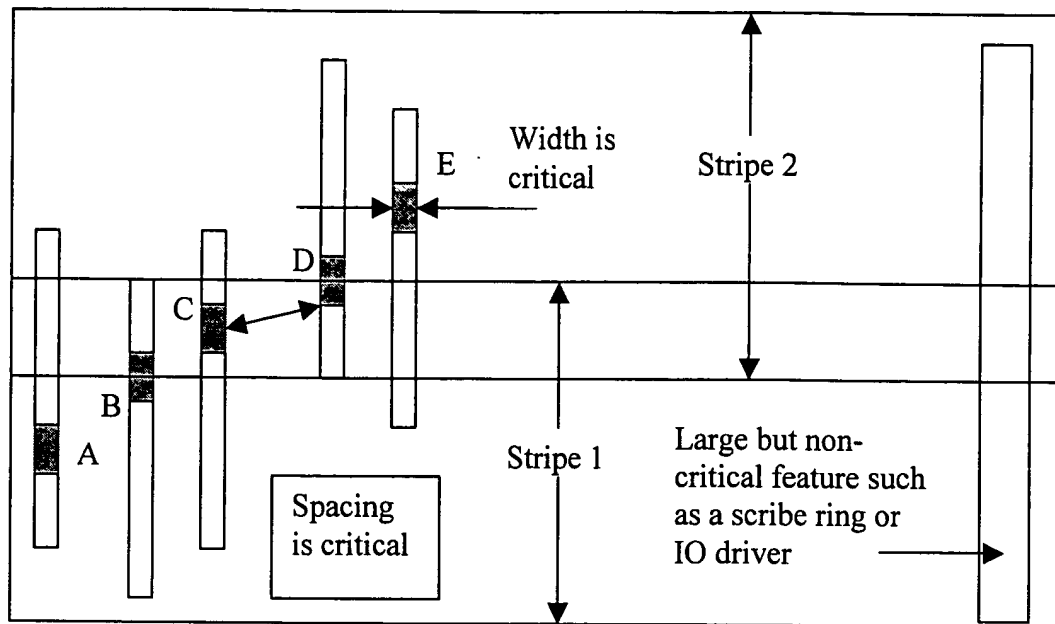 Width is
critical
E
Stripe 2
D
C
B
A
Stripe 1
Spacing
is critical
Large but non-
critical feature such
as a scribe ring or
IO driver